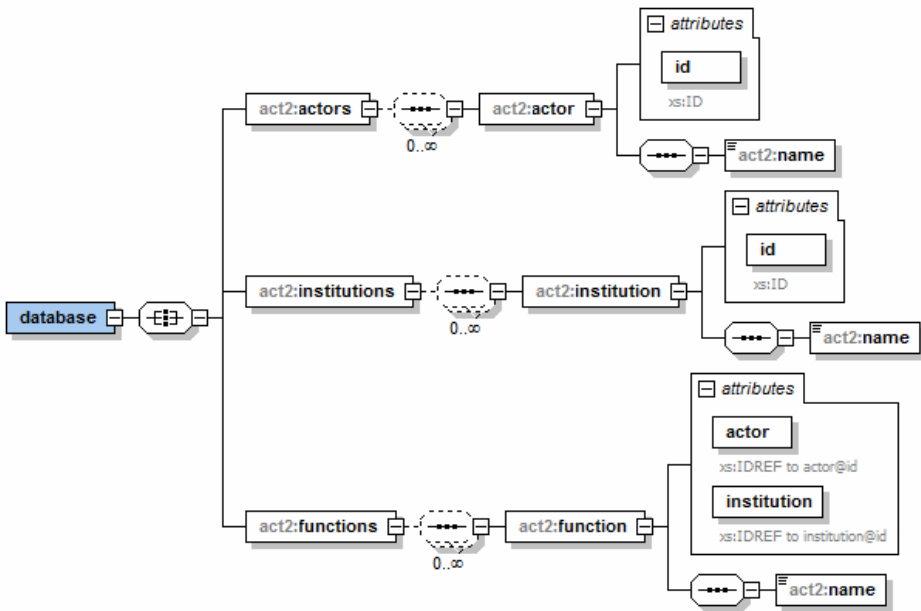 attributes
id
xs:ID
act2:actors
0..∞
act2:actor
act2:name
attributes
id
xs:ID
act2:institutions
0..∞
act2:institution
act2:name
database
attributes
actor
xs:IDREF to actor@id
institution
xs:IDREF to institution@id
act2:functions
0..∞
act2:function
act2:name